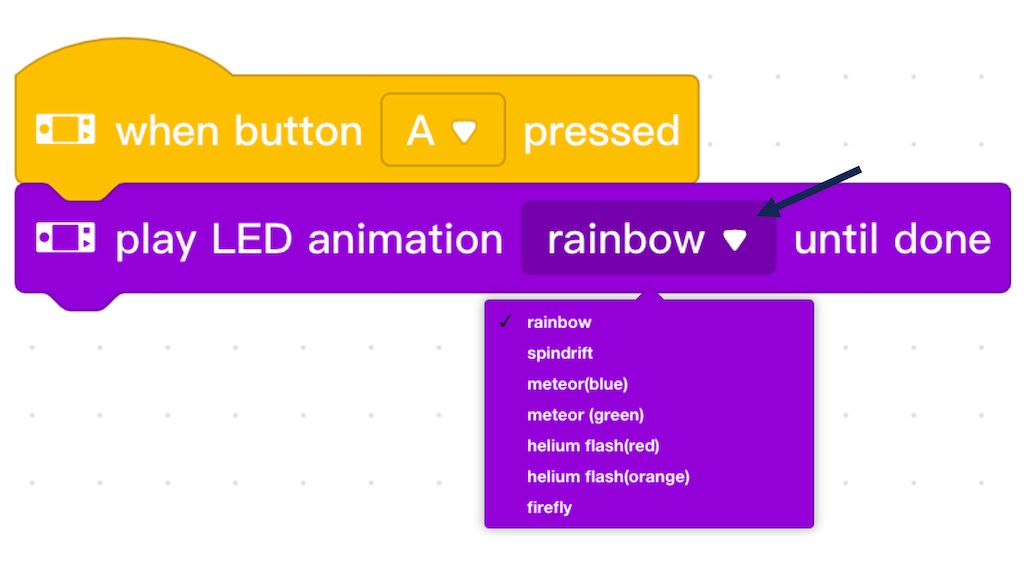 when button A pressed
play LED animation rainbow until done
✓ rainbow
spindrift
meteor(blue)
meteor (green)
helium flash(red)
helium flash(orange)
firefly